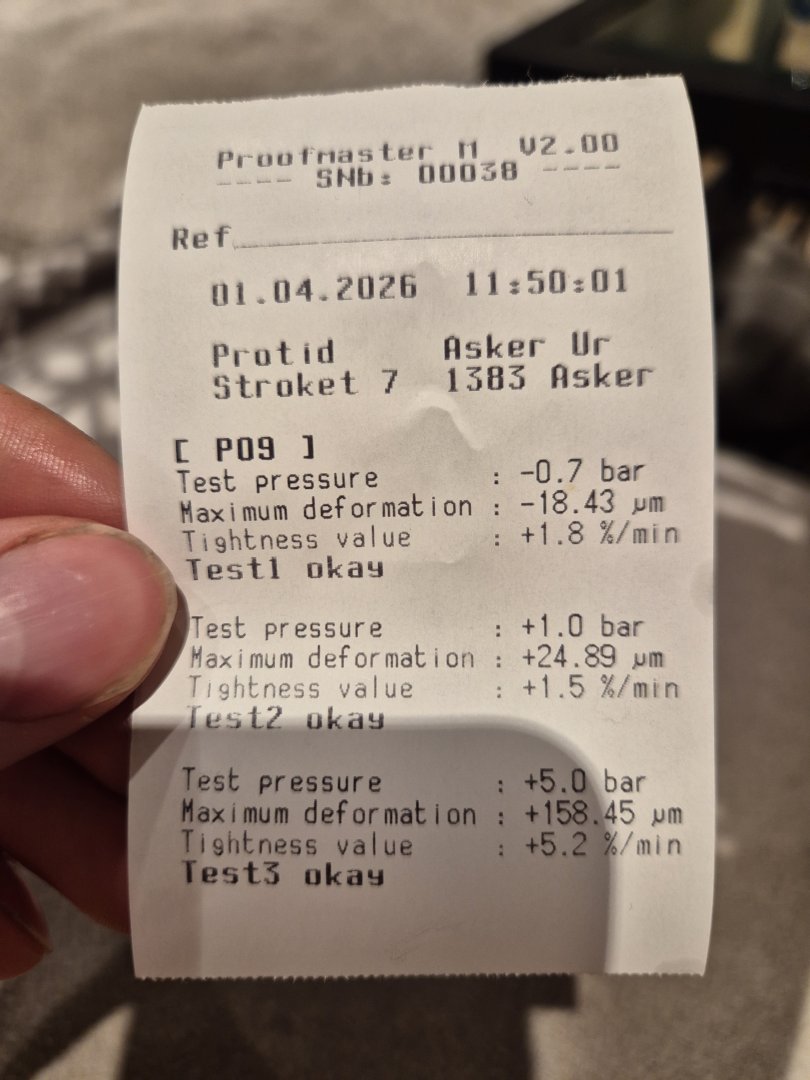 Proofmaster M V2.00
---- SNb: 00038 ----
Ref
01.04.2026 11:50:01
Protid Asker Ur
Stroket 7 1383 Asker
[ P09 ]
Test pressure : -0.7 bar
Maximum deformation : -18.43 µm
Tightness value : +1.8 %/min
Test1 okay
Test pressure : +1.0 bar
Maximum deformation : +24.89 µm
Tightness value : +1.5 %/min
Test2 okay
Test pressure : +5.0 bar
Maximum deformation : +158.45 µm
Tightness value : +5.2 %/min
Test3 okay